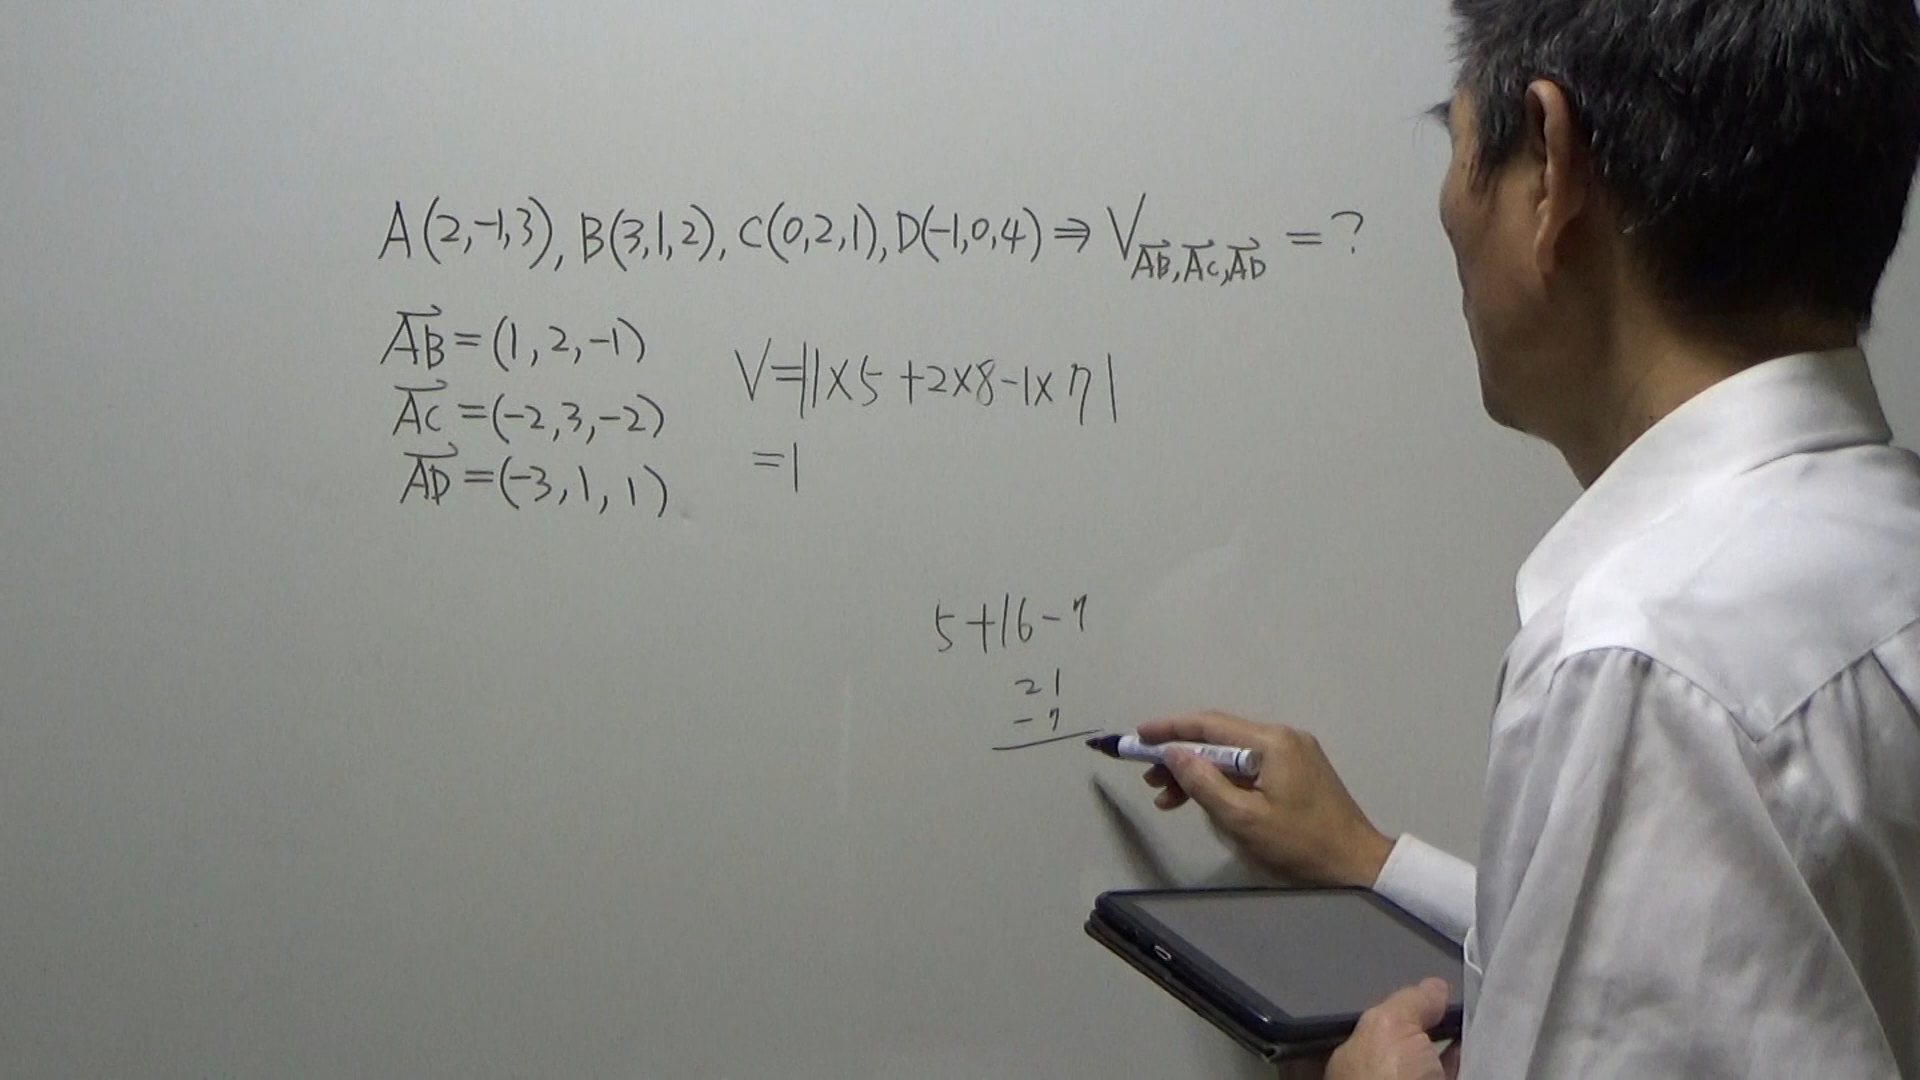 A(2,-1,3), B(3,1,2), C(0,2,1), D(-1,0,4) ⇒ V AB,AC,AD = ?
AB = (1, 2, -1)
AC = (-2, 3, -2)
AD = (-3, 1, 1)
V = |1×5 + 2×8 - 1×7|
= 1
5+16-7
21
-7